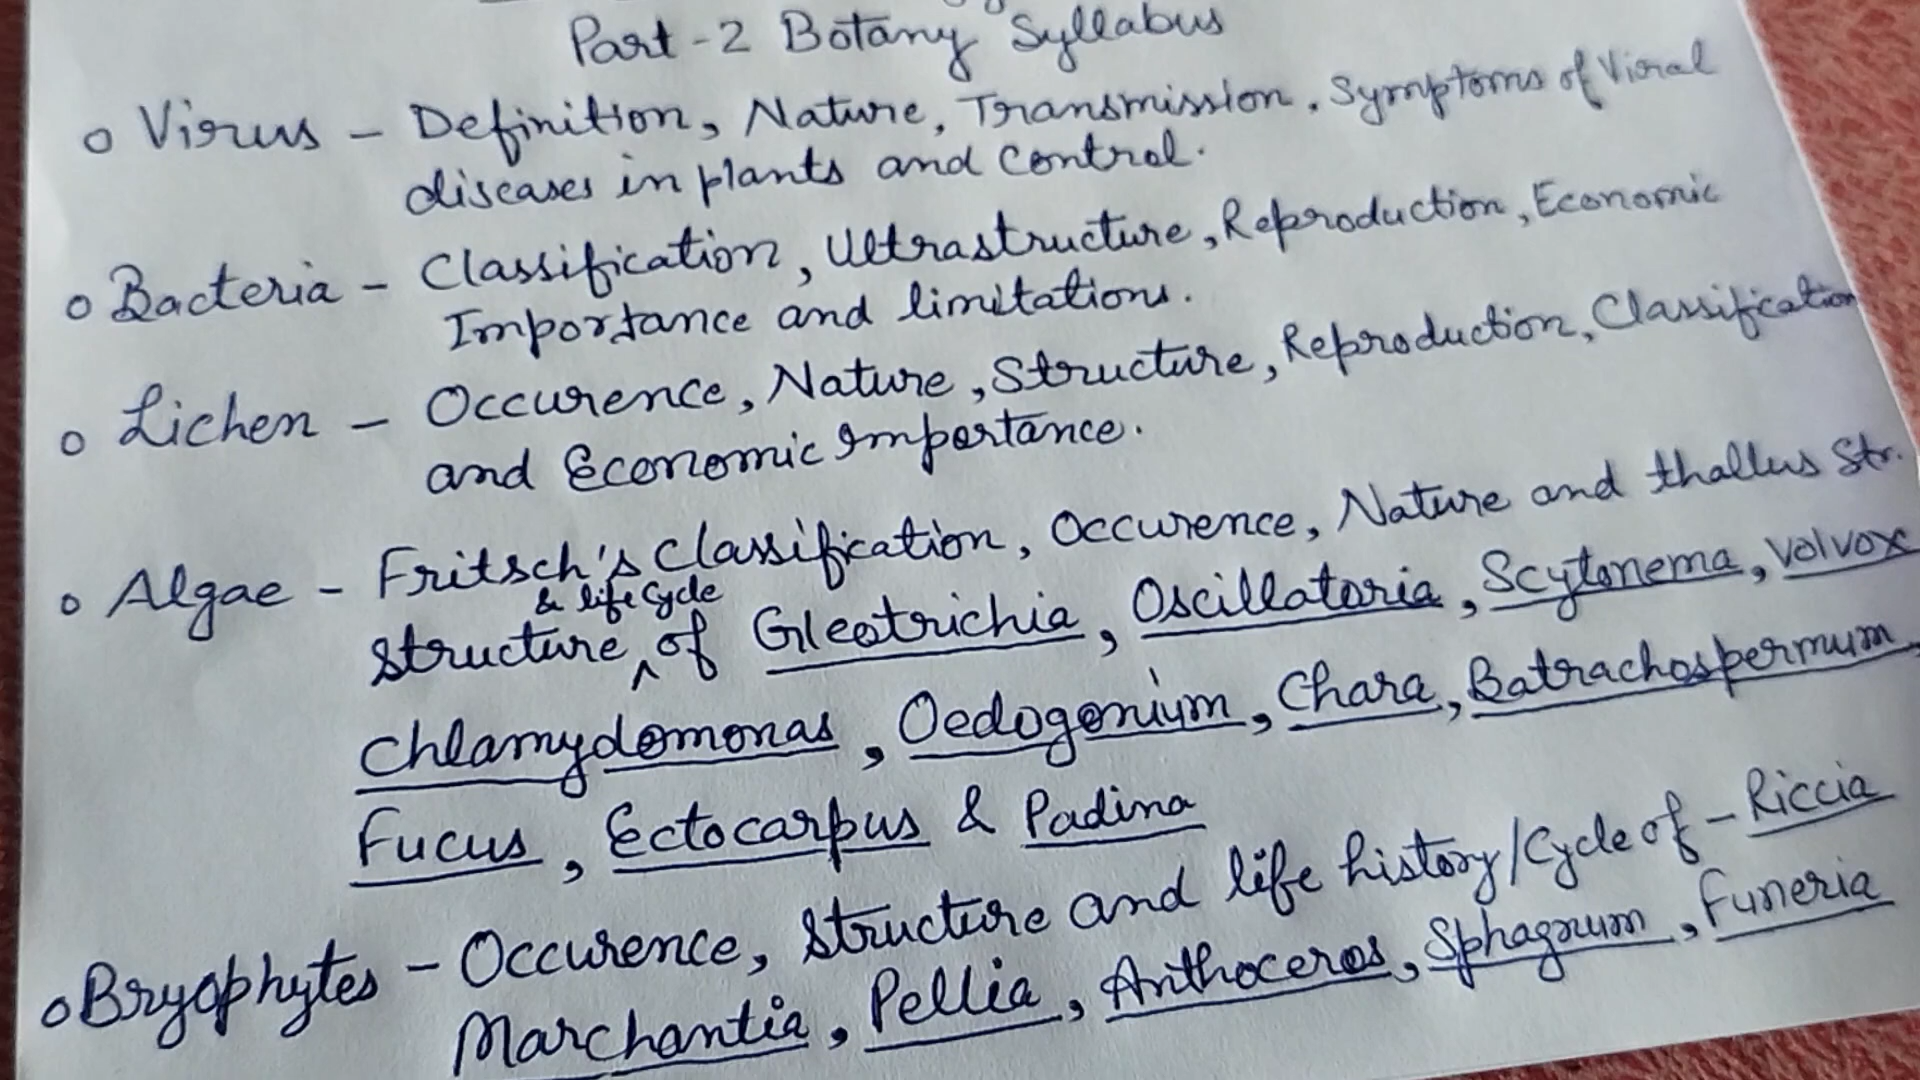 Part-2 Botany Syllabus
o Virus - Definition, Nature, Transmission, Symptoms of Viral
diseases in plants and Control.
o Bacteria - Classification, Ultrastructure, Reproduction, Economic
Importance and limitations.
o Lichen - Occurence, Nature, Structure, Reproduction, Classification
and Economic Importance.
o Algae - Fritsch's Classification, Occurence, Nature and thallus Str.
& life Cycle
Structure, of Gleotrichia, Oscillatoria, Scytonema, Volvox
Chlamydomonas, Oedogonium, Chara, Batrachospermum,
Fucus, Ectocarpus & Padina
o Bryophytes - Occurence, Structure and life history/Cycle of - Riccia
Marchantia, Pellia, Anthoceros, Sphagnum, Funeria